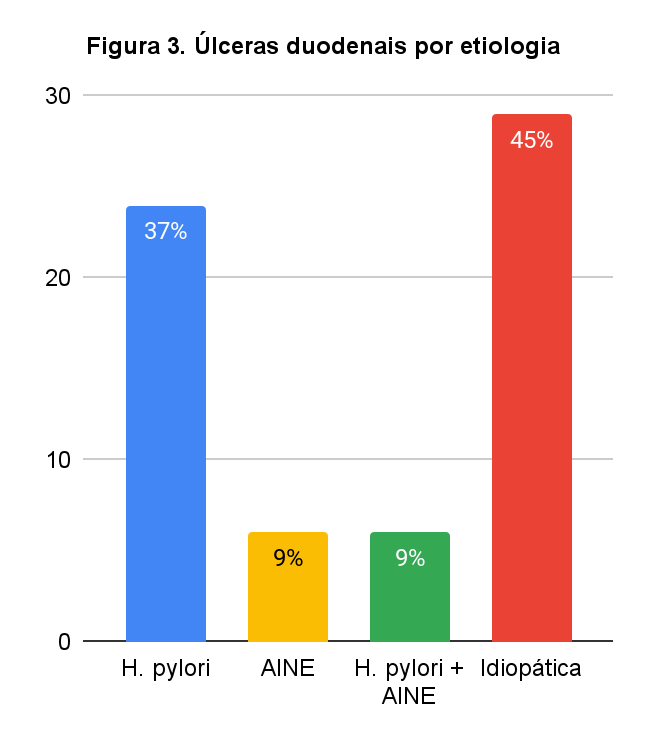 Figura 3. Úlceras duodenais por etiologia
30
20
10
0
37%
9%
9%
45%
H. pylori
AINE
H. pylori +
AINE
Idiopática